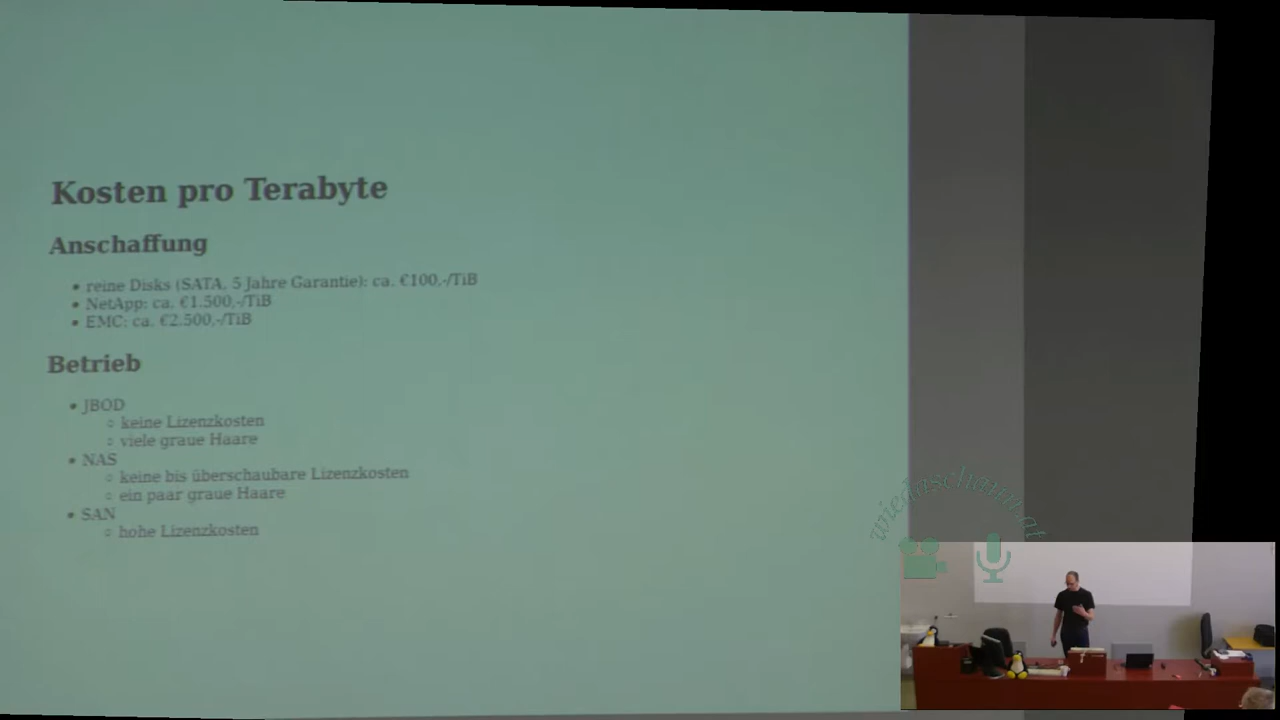 Kosten pro Terabyte
Anschaffung
• reine Disks (SATA, 5 Jahre Garantie): ca. €100,-/TiB
• NetApp: ca. €1.500,-/TiB
• EMC: ca. €2.500,-/TiB
Betrieb
• JBOD
○ keine Lizenzkosten
○ viele graue Haare
• NAS
○ keine bis überschaubare Lizenzkosten
○ ein paar graue Haare
• SAN
○ hohe Lizenzkosten
wiedaschaun.at